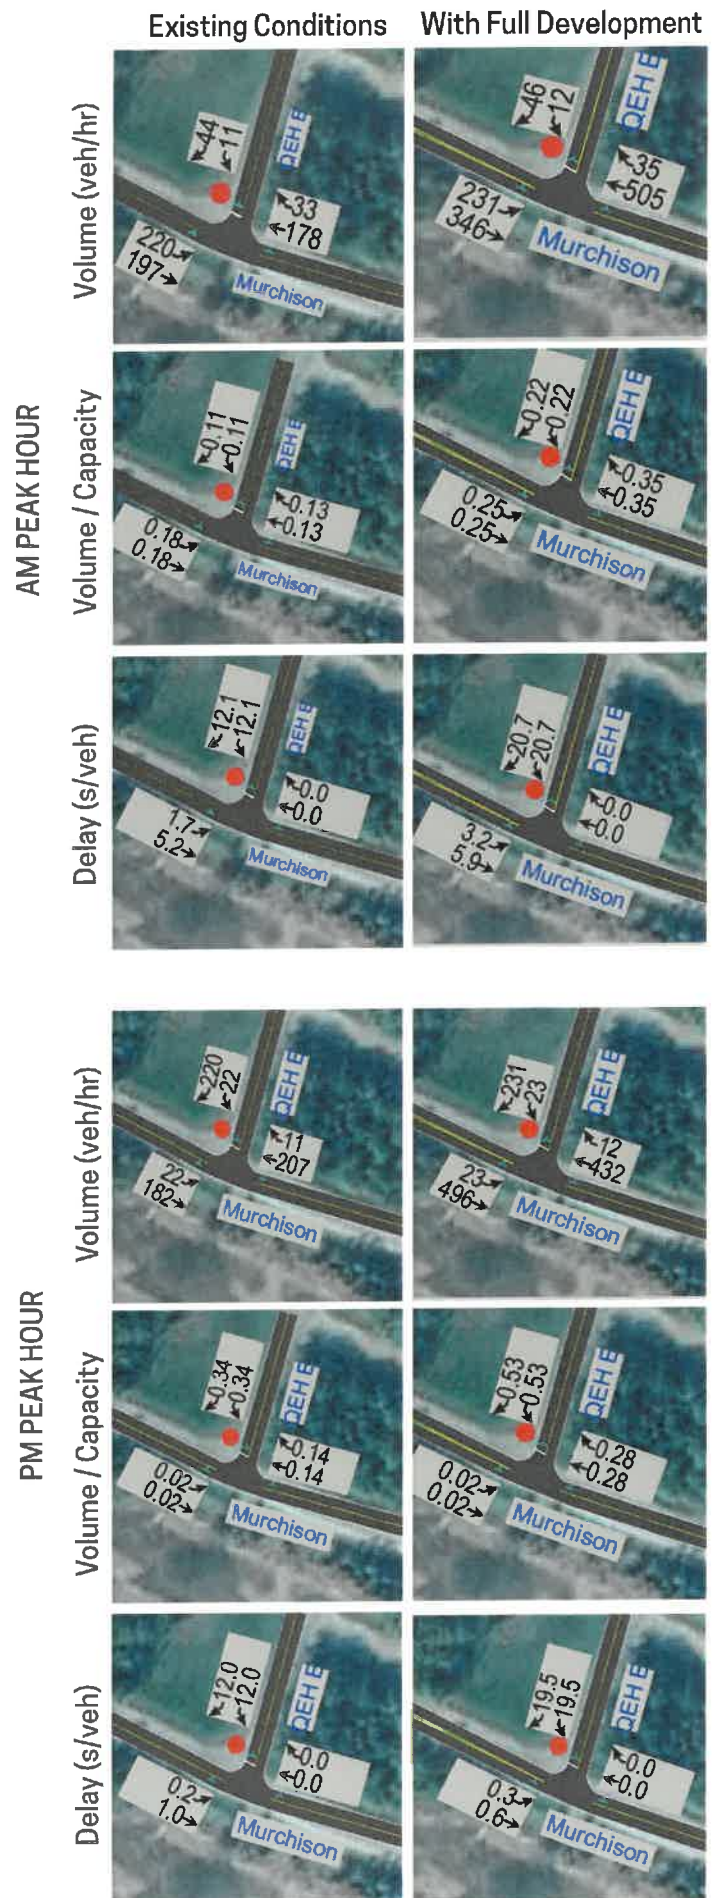 Existing Conditions
With Full Development
AM PEAK HOUR
Volume (veh/hr)
44
11
QEH E
33
178
220
197
Murchison
46
12
QEH E
35
505
231
346
Murchison
Volume / Capacity
0.11
0.11
QEH E
0.13
0.13
0.18
0.18
Murchison
0.22
0.22
QEH E
0.35
0.35
0.25
0.25
Murchison
Delay (s/veh)
12.1
12.1
QEH E
0.0
0.0
1.7
5.2
Murchison
20.7
20.7
QEH E
0.0
0.0
3.2
5.9
Murchison
PM PEAK HOUR
Volume (veh/hr)
220
22
QEH E
11
207
22
182
Murchison
231
23
QEH E
12
432
23
496
Murchison
Volume / Capacity
0.34
0.34
QEH E
0.14
0.14
0.02
0.02
Murchison
0.53
0.53
QEH E
0.28
0.28
0.02
0.02
Murchison
Delay (s/veh)
12.0
12.0
QEH E
0.0
0.0
0.2
1.0
Murchison
19.5
19.5
QEH E
0.0
0.0
0.3
0.6
Murchison